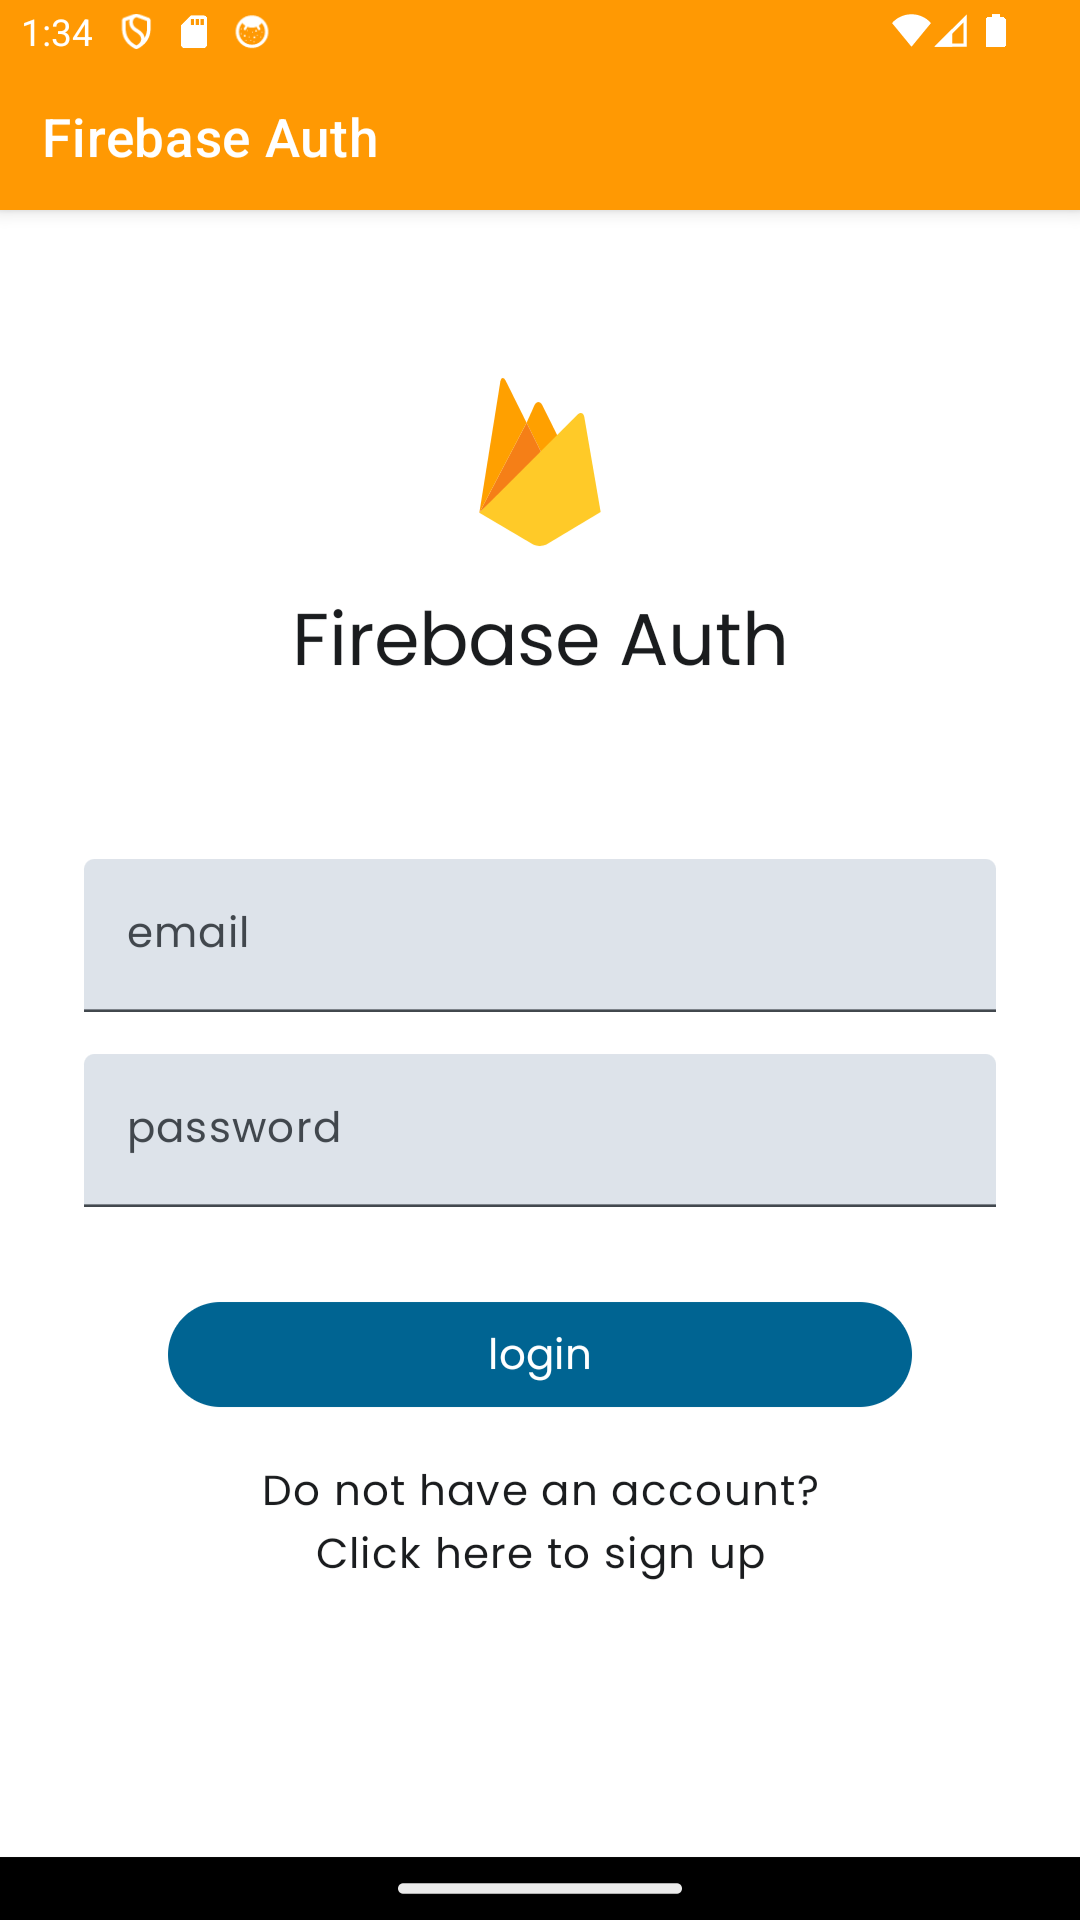 1:34
Firebase Auth
Firebase Auth
email
password
login
Do not have an account?
Click here to sign up